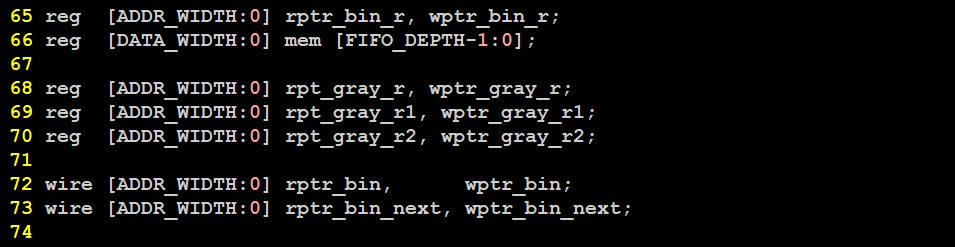 65 reg  [ADDR_WIDTH:0] rptr_bin_r, wptr_bin_r;
66 reg  [DATA_WIDTH:0] mem [FIFO_DEPTH-1:0];
67
68 reg  [ADDR_WIDTH:0] rpt_gray_r, wptr_gray_r;
69 reg  [ADDR_WIDTH:0] rpt_gray_r1, wptr_gray_r1;
70 reg  [ADDR_WIDTH:0] rpt_gray_r2, wptr_gray_r2;
71
72 wire [ADDR_WIDTH:0] rptr_bin,      wptr_bin;
73 wire [ADDR_WIDTH:0] rptr_bin_next, wptr_bin_next;
74